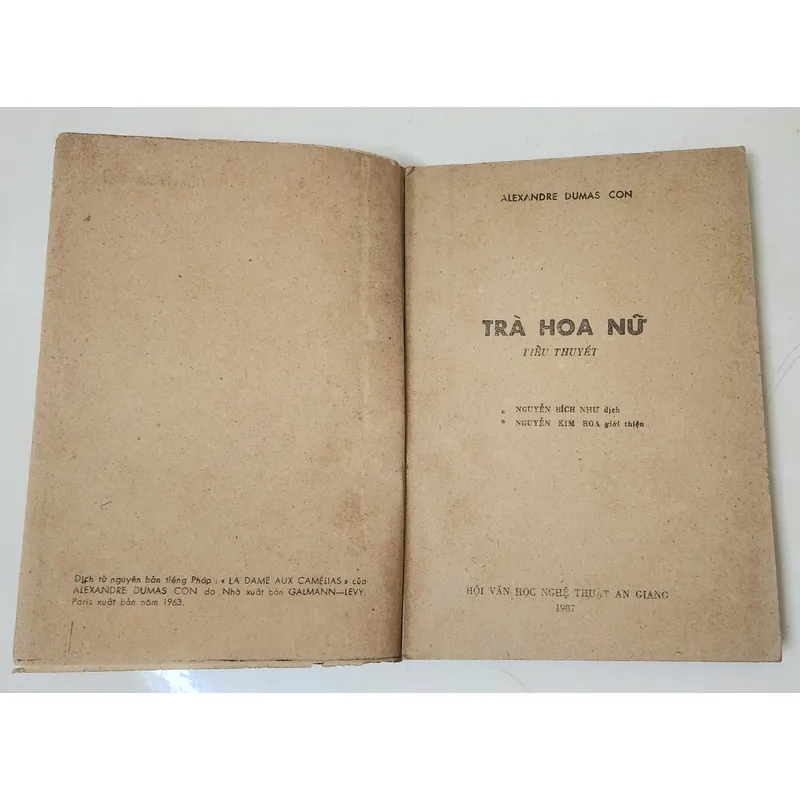 Dịch từ nguyên bản tiếng Pháp : « LA DAME AUX CAMÉLIAS » của
ALEXANDRE DUMAS CON do Nhà xuất bản GALMANN—LEVY
Paris xuất bản năm 1963.
ALEXANDRE DUMAS CON
TRÀ HOA NỮ
TIỂU THUYẾT
* NGUYỄN BÍCH NHƯ dịch
* NGUYỄN KIM HOA giới thiệu
HỘI VĂN HỌC NGHỆ THUẬT AN GIANG
1987